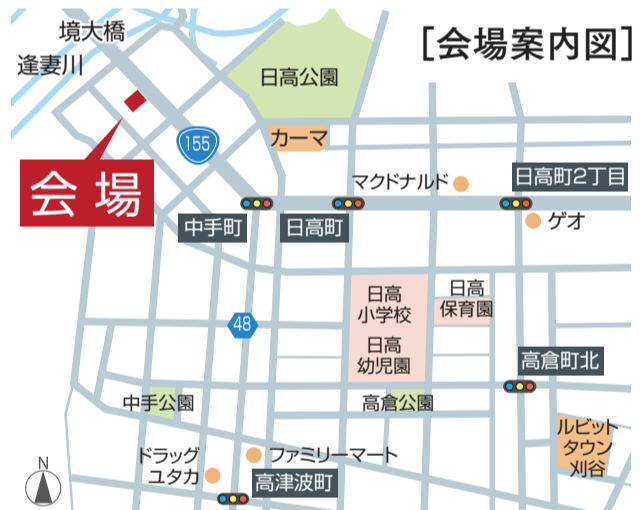 境大橋
逢妻川
[会場案内図]
日高公園
155
カーマ
会場
マクドナルド
日高町2丁目
中手町
日高町
ゲオ
日高
小学校
日高
保育園
48
日高
幼児園
高倉町北
中手公園
高倉公園
ルビット
タウン
刈谷
ドラッグ
ユタカ
ファミリーマート
高津波町
N